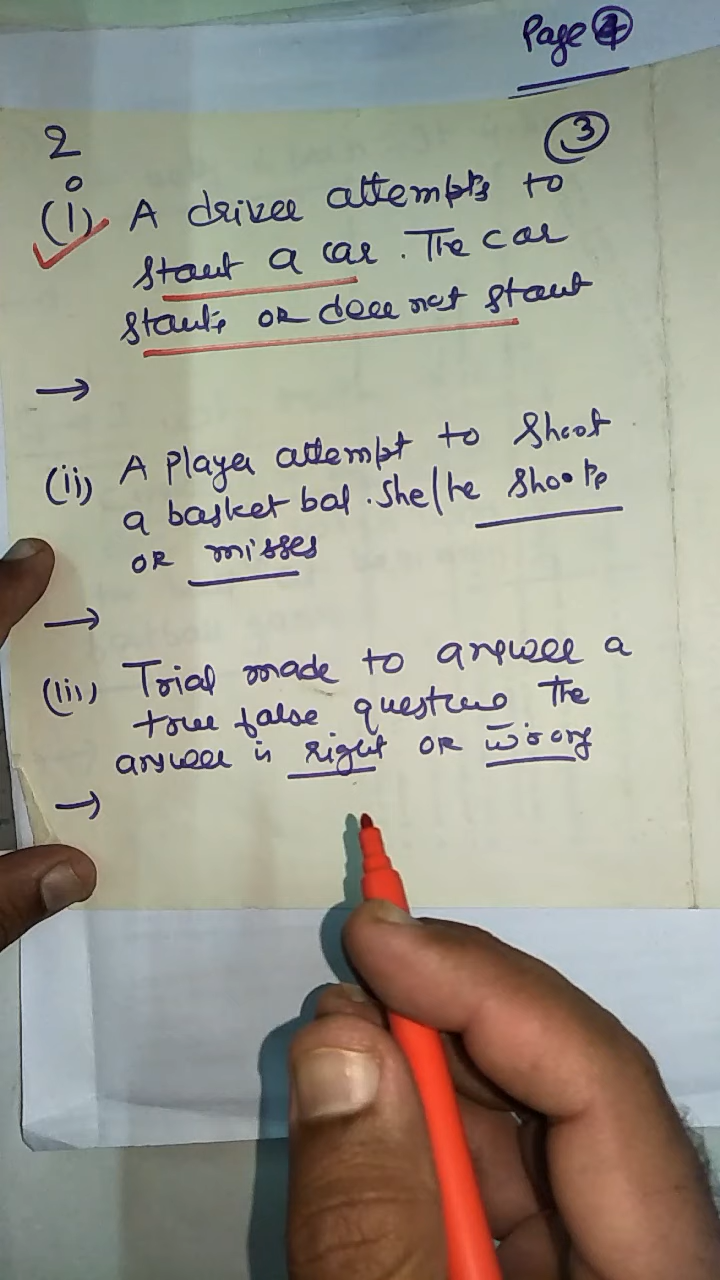 Page 4
3
2
(i) A driver attempts to
start a car. The car
starts or does not start
→
(ii) A player attempt to shoot
a basket bal. she/he shoots
or misses
→
(iii) Trial made to answer a
true false question The
answer is right or wrong
→